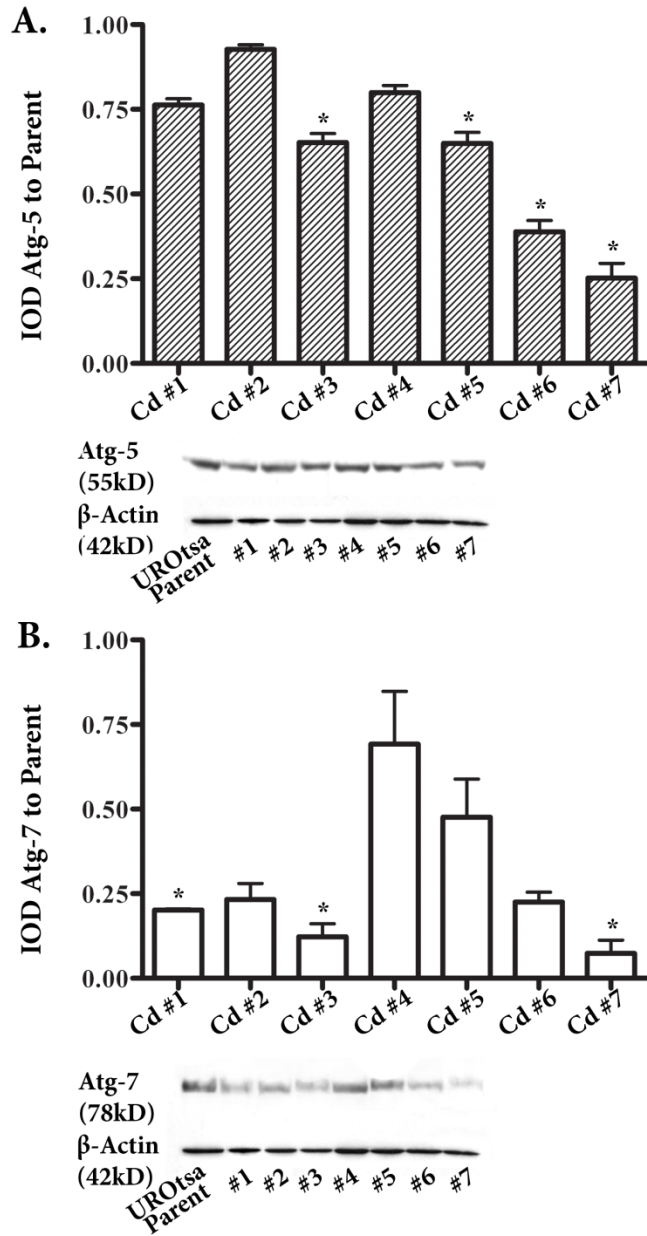 A.
IOD Atg-5 to Parent
1.00
0.75
0.50
0.25
0.00
*
*
*
*
Cd #1 Cd #2 Cd #3 Cd #4 Cd #5 Cd #6 Cd #7
Atg-5
(55kD)
β-Actin
(42kD)
UROtsa
Parent
#1 #2 #3 #4 #5 #6 #7
B.
IOD Atg-7 to Parent
1.00
0.75
0.50
0.25
0.00
*
*
*
Cd #1 Cd #2 Cd #3 Cd #4 Cd #5 Cd #6 Cd #7
Atg-7
(78kD)
β-Actin
(42kD)
UROtsa
Parent
#1 #2 #3 #4 #5 #6 #7